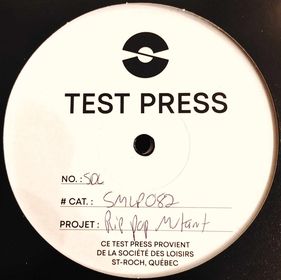 TEST PRESS
NO. : SDL
# CAT. : SMLP082
PROJET : Rip pop Mutant
CE TEST PRESS PROVIENT
DE LA SOCIÉTÉ DES LOISIRS
ST-ROCH, QUÉBEC